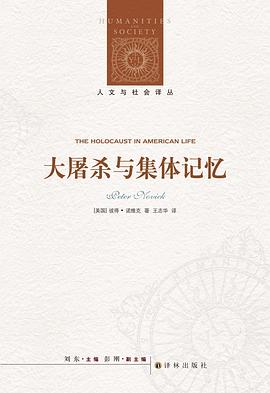 HUMANITIES
AND
SOCIETY
人文与社会译丛
THE HOLOCAUST IN AMERICAN LIFE
大屠杀与集体记忆
Peter Novick
[美国] 彼得·诺维克 著 王志华 译
刘东·主编 彭刚·副主编 译林出版社